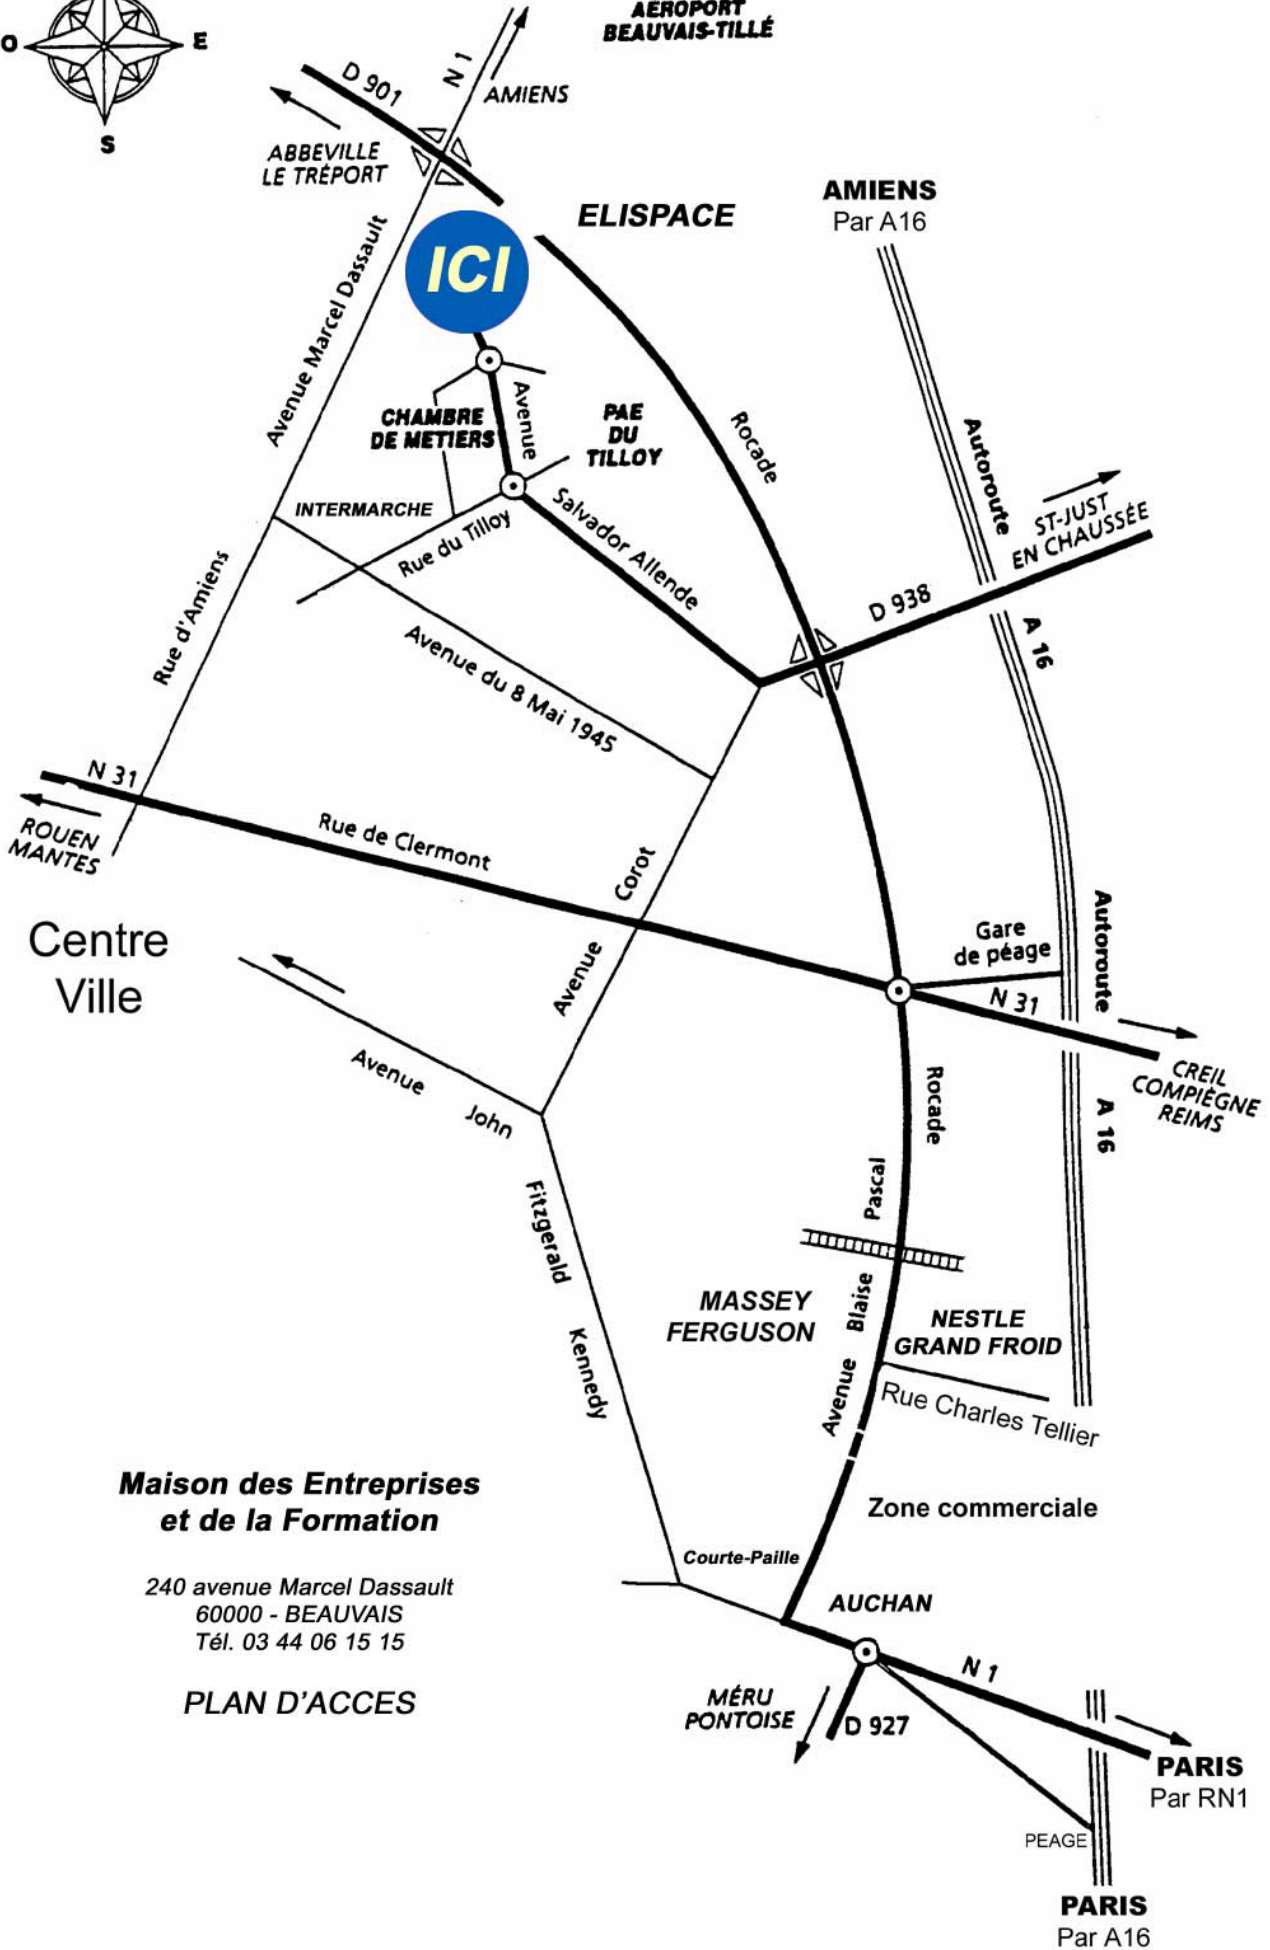 AÉROPORT
BEAUVAIS-TILLÉ
O
E
S
N 1
D 901
AMIENS
ABBEVILLE
LE TRÉPORT
AMIENS
Par A16
ELISPACE
Avenue Marcel Dassault
ICI
CHAMBRE
DE METIERS
Avenue
PAE
DU
TILLOY
Rocade
Autoroute
INTERMARCHE
Rue du Tilloy
Salvador Allende
ST-JUST
EN CHAUSSÉE
D 938
A 16
Rue d'Amiens
Avenue du 8 Mai 1945
N 31
ROUEN
MANTES
Rue de Clermont
Corot
Avenue
Centre
Ville
Gare
de péage
Autoroute
N 31
CREIL
COMPIÈGNE
REIMS
A 16
Avenue
John
Fitzgerald
Kennedy
Rocade
Pascal
Blaise
Avenue
MASSEY
FERGUSON
NESTLE
GRAND FROID
Rue Charles Tellier
Maison des Entreprises
et de la Formation
240 avenue Marcel Dassault
60000 - BEAUVAIS
Tél. 03 44 06 15 15
PLAN D'ACCES
Zone commerciale
Courte-Paille
AUCHAN
N 1
MÉRU
PONTOISE
D 927
PARIS
Par RN1
PEAGE
PARIS
Par A16